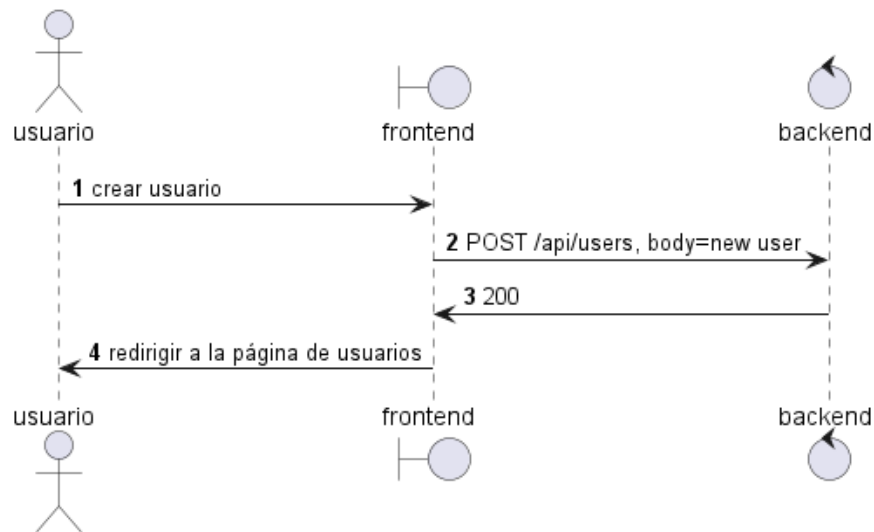 usuario
frontend
backend
1 crear usuario
2 POST /api/users, body=new user
3 200
4 redirigir a la página de usuarios
usuario
frontend
backend